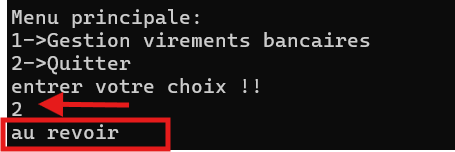 Menu principale:
1->Gestion virements bancaires
2->Quitter
entrer votre choix !!
2
au revoir